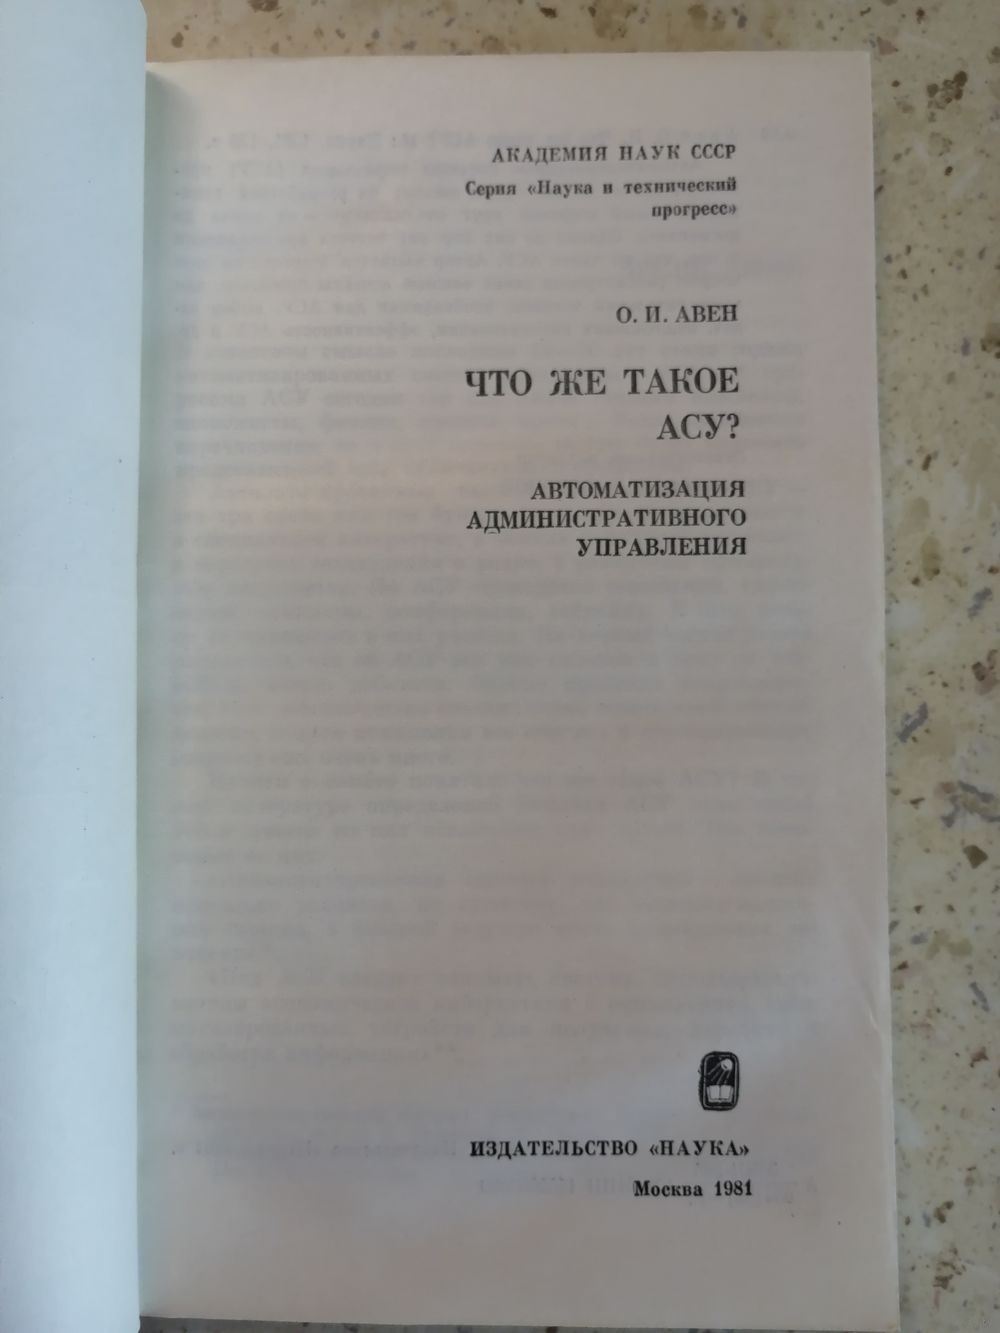 АКАДЕМИЯ НАУК СССР
Серия «Наука и технический
прогресс»
О. И. АВЕН
ЧТО ЖЕ ТАКОЕ
АСУ?
АВТОМАТИЗАЦИЯ
АДМИНИСТРАТИВНОГО
УПРАВЛЕНИЯ
ИЗДАТЕЛЬСТВО «НАУКА»
Москва 1981